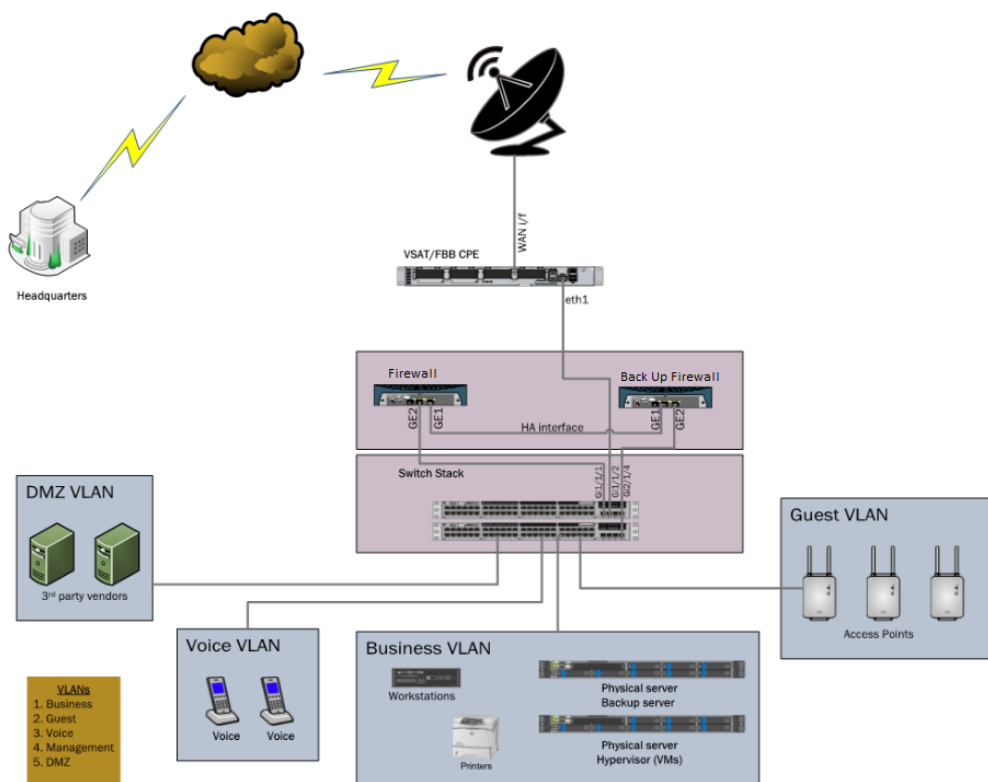 WAN i/f
VSAT/FBB CPE
eth1
Headquarters
Firewall
Back Up Firewall
GE2
GE1
GE1
GE2
HA interface
Switch Stack
Gi1/1/1
Gi1/1/2
Gi2/1/4
DMZ VLAN
3rd party vendors
Guest VLAN
Access Points
Voice VLAN
Voice
Voice
Business VLAN
Workstations
Printers
Physical server
Backup server
Physical server
Hypervisor (VMs)
VLANs
1. Business
2. Guest
3. Voice
4. Management
5. DMZ